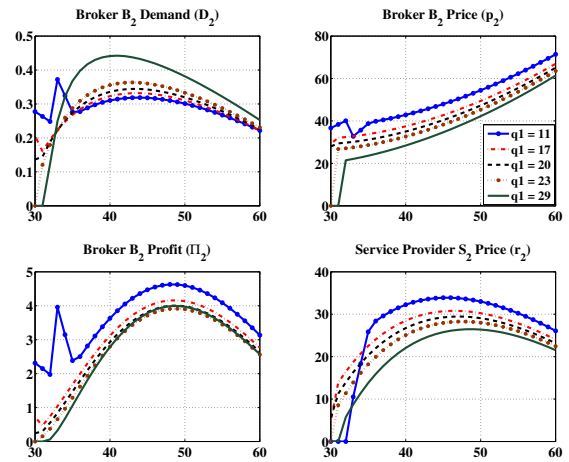 Broker B2 Demand (D2)
0.5
0.4
0.3
0.2
0.1
0
30 40 50 60
Broker B2 Price (p2)
80
60
40
20
0
30 40 50 60
q1 = 11
q1 = 17
q1 = 20
q1 = 23
q1 = 29
Broker B2 Profit (Π2)
5
4
3
2
1
0
30 40 50 60
Service Provider S2 Price (r2)
40
30
20
10
0
30 40 50 60